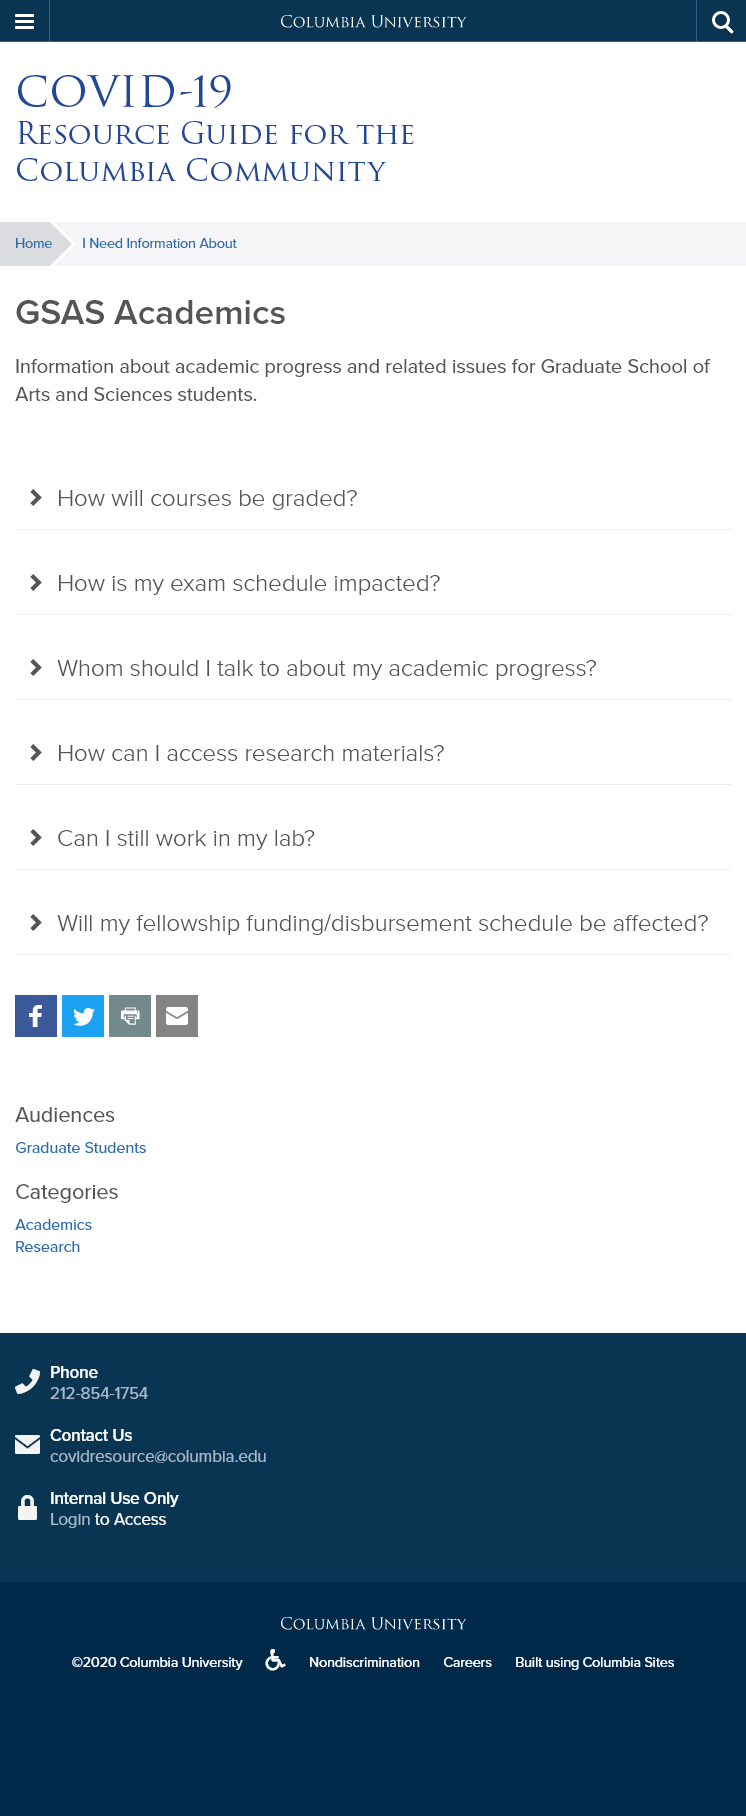 COLUMBIA UNIVERSITY
COVID-19
RESOURCE GUIDE FOR THE
COLUMBIA COMMUNITY
Home
I Need Information About
GSAS Academics
Information about academic progress and related issues for Graduate School of
Arts and Sciences students.
How will courses be graded?
How is my exam schedule impacted?
Whom should I talk to about my academic progress?
How can I access research materials?
Can I still work in my lab?
Will my fellowship funding/disbursement schedule be affected?
Audiences
Graduate Students
Categories
Academics
Research
Phone
212-854-1754
Contact Us
covidresource@columbia.edu
Internal Use Only
Login to Access
COLUMBIA UNIVERSITY
©2020 Columbia University Nondiscrimination Careers Built using Columbia Sites